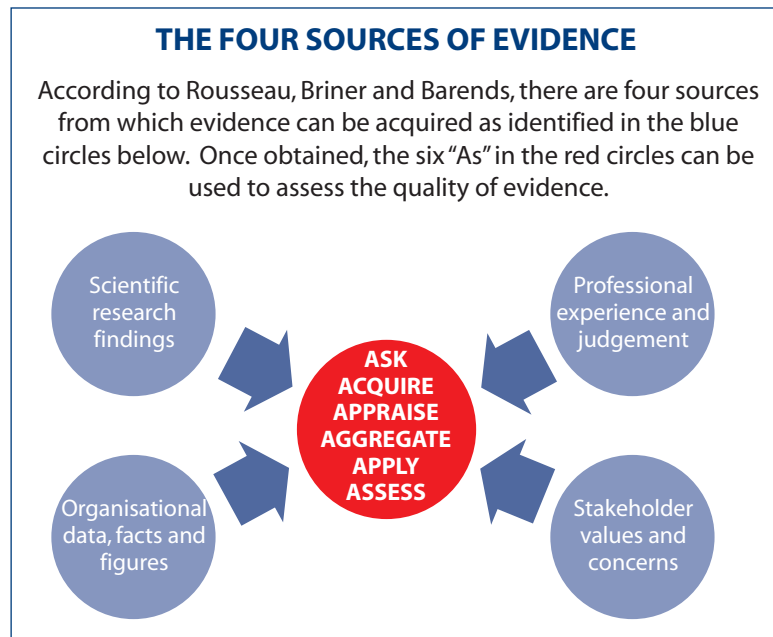 THE FOUR SOURCES OF EVIDENCE
According to Rousseau, Briner and Barends, there are four sources
from which evidence can be acquired as identified in the blue
circles below. Once obtained, the six “As” in the red circles can be
used to assess the quality of evidence.
Scientific
research
findings
Professional
experience and
judgement
ASK
ACQUIRE
APPRAISE
AGGREGATE
APPLY
ASSESS
Organisational
data, facts and
figures
Stakeholder
values and
concerns